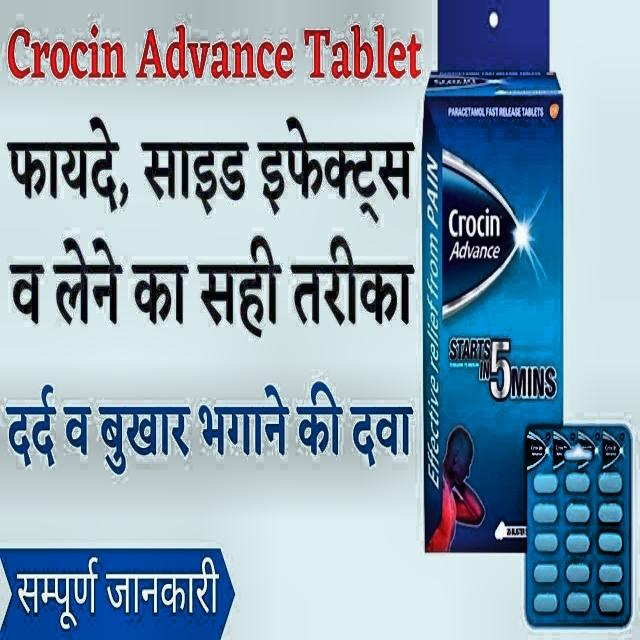 Crocin Advance Tablet
फायदे, साइड इफेक्ट्स
व लेने का सही तरीका
दर्द व बुखार भगाने की दवा
सम्पूर्ण जानकारी
PARACETAMOL FAST RELEASE TABLETS
Effective relief from PAIN
Crocin
Advance
STARTS
IN 5 MINS